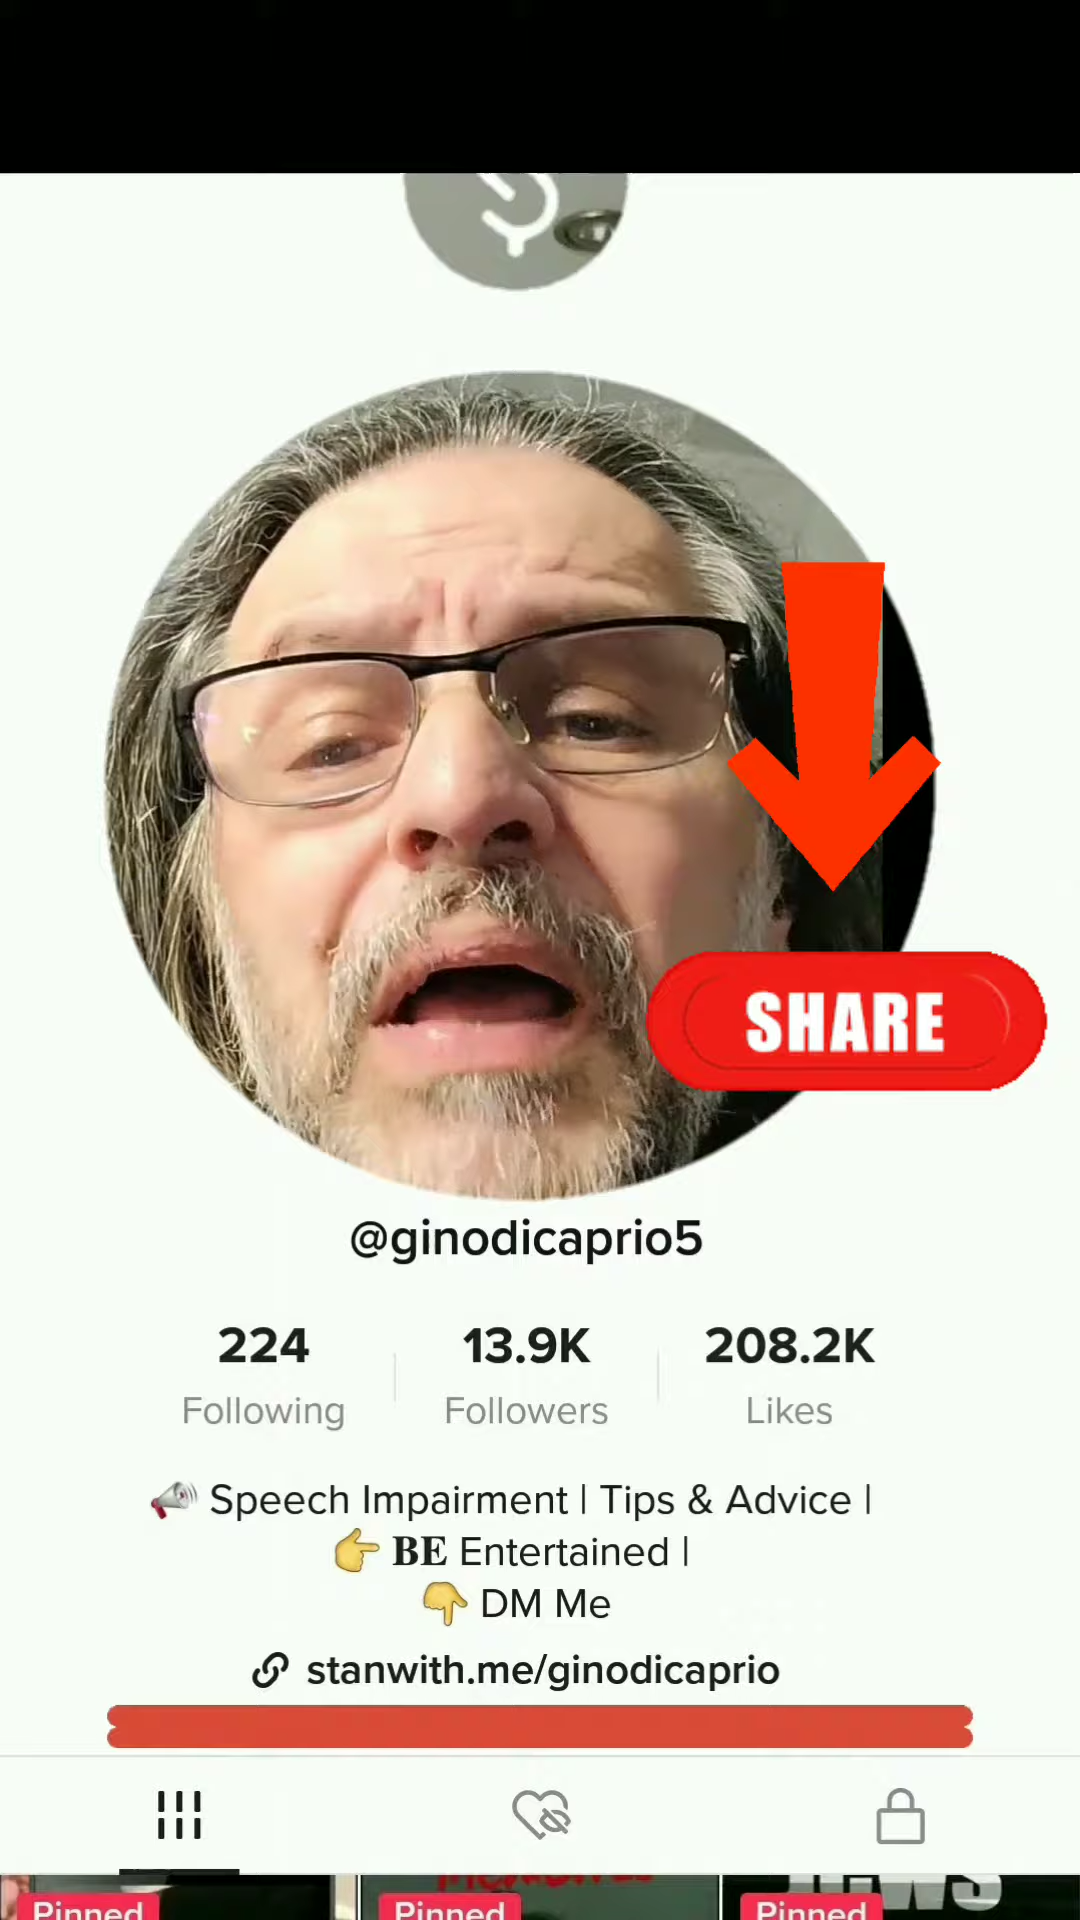 SHARE
@ginodicaprio5
224 13.9K 208.2K
Following Followers Likes
📢 Speech Impairment | Tips & Advice |
👉 𝐁𝐄 Entertained |
👇 DM Me
stanwith.me/ginodicaprio
Pinned Pinned Pinned